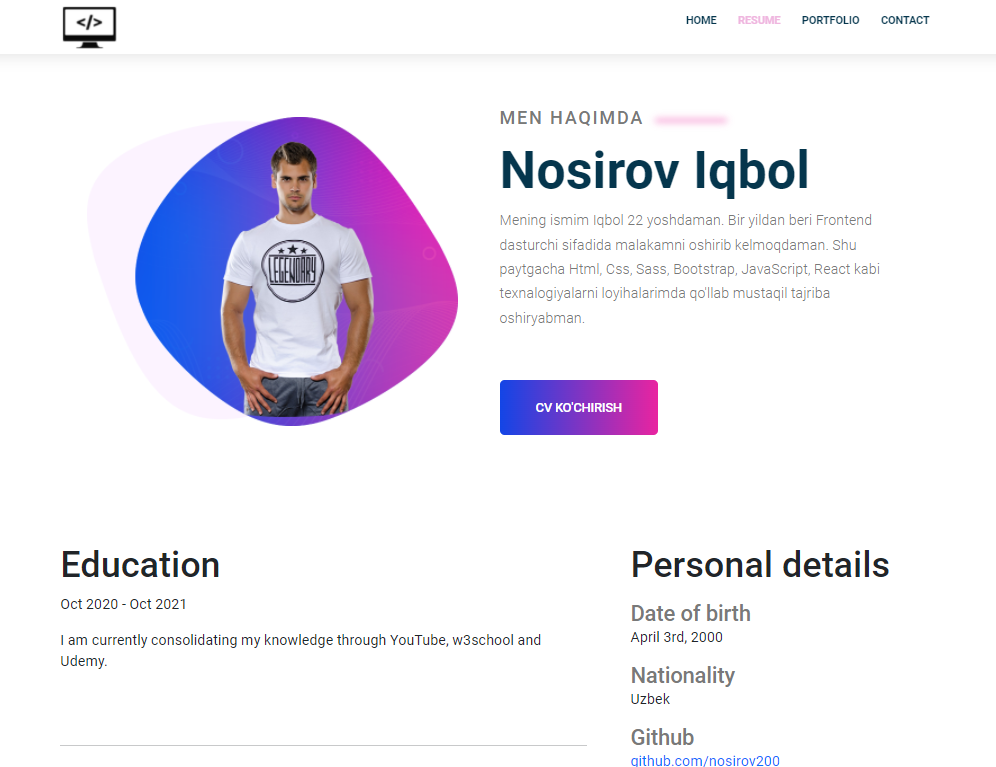 </>
HOME RESUME PORTFOLIO CONTACT
MEN HAQIMDA
Nosirov Iqbol
Mening ismim Iqbol 22 yoshdaman. Bir yildan beri Frontend
dasturchi sifadida malakamni oshirib kelmoqdaman. Shu
paytgacha Html, Css, Sass, Bootstrap, JavaScript, React kabi
texnalogiyalarni loyihalarimda qo'llab mustaqil tajriba
oshiryabman.
LEGENDARY
CV KO'CHIRISH
Education
Oct 2020 - Oct 2021
I am currently consolidating my knowledge through YouTube, w3school and
Udemy.
Personal details
Date of birth
April 3rd, 2000
Nationality
Uzbek
Github
github.com/nosirov200